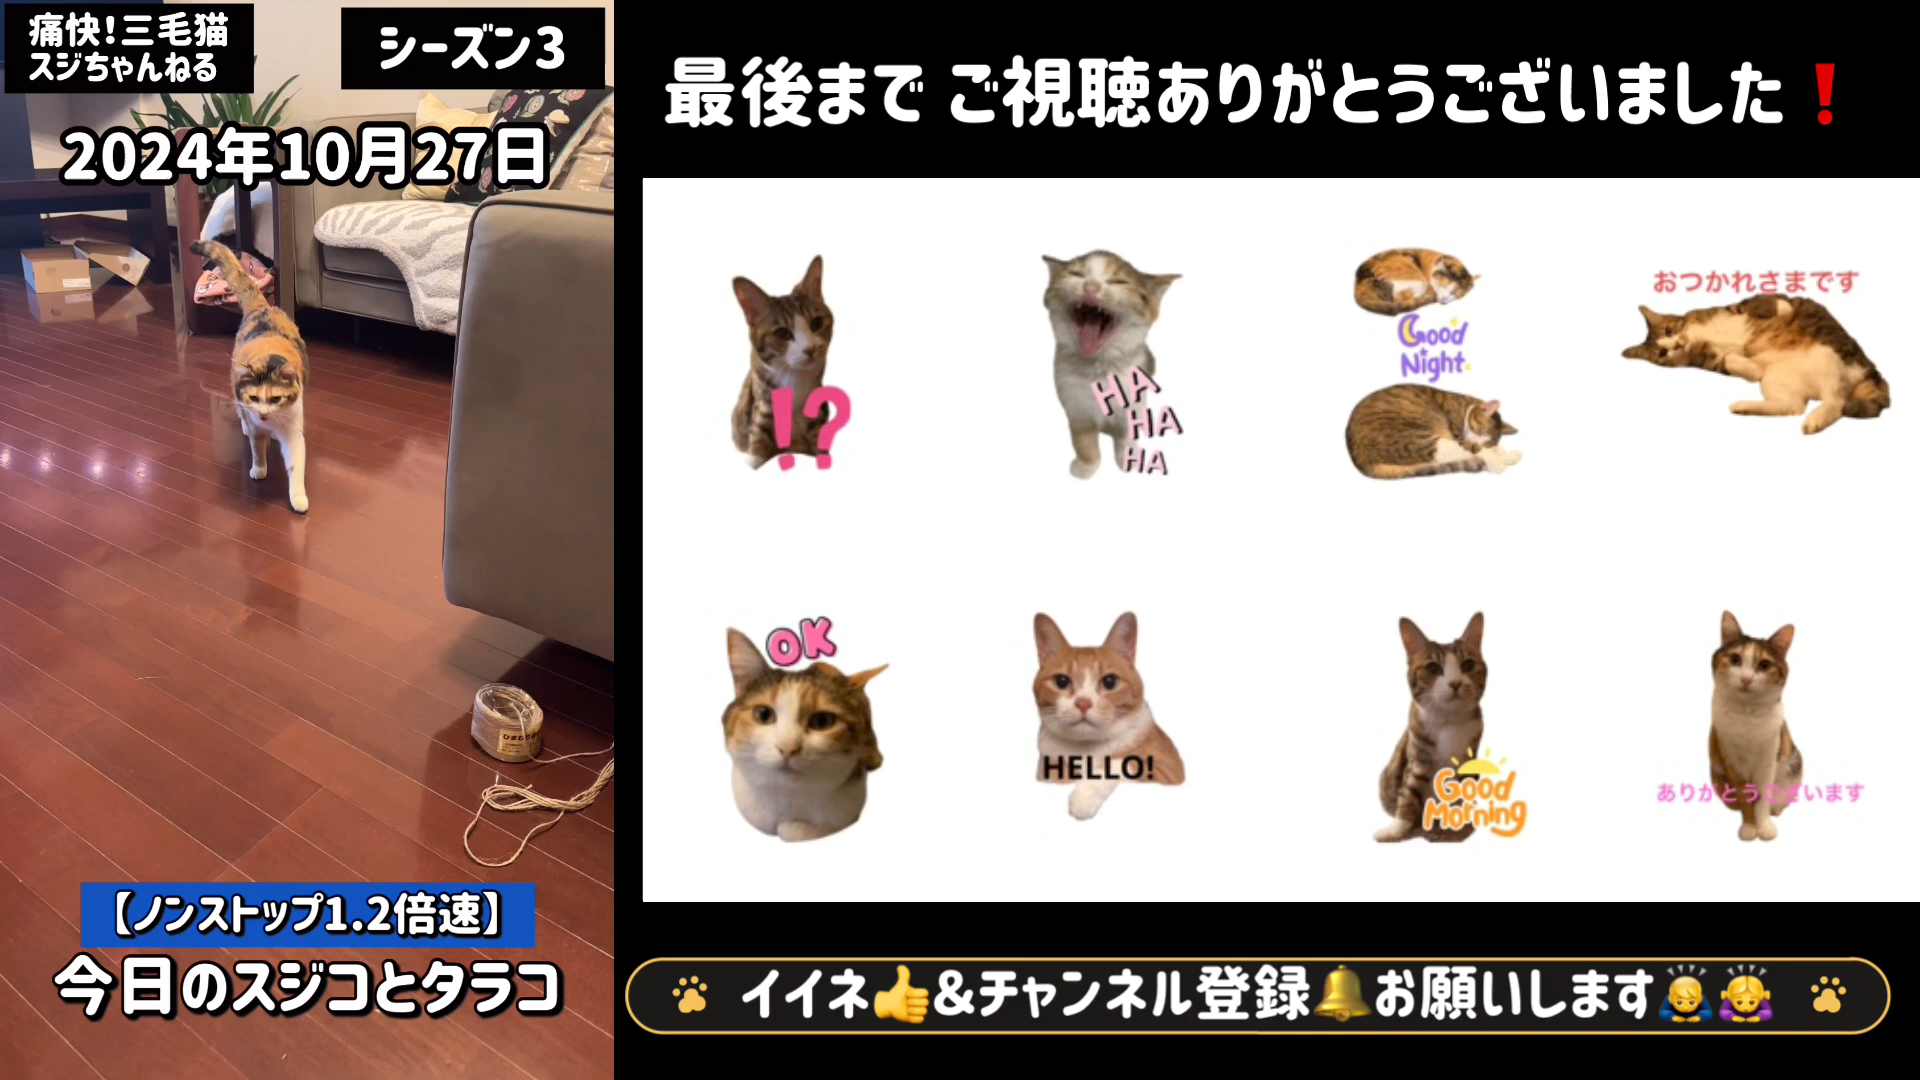 痛快!三毛猫
スジちゃんねる
シーズン3
2024年10月27日
【ノンストップ1.2倍速】
今日のスジコとタラコ
最後まで ご視聴ありがとうございました❗
!?
HA
HA
HA
Good
Night
おつかれさまです
OK
HELLO!
Good
Morning
ありがとうございます
イイネ👍&チャンネル登録🔔お願いします🙇‍♂️🙇‍♀️